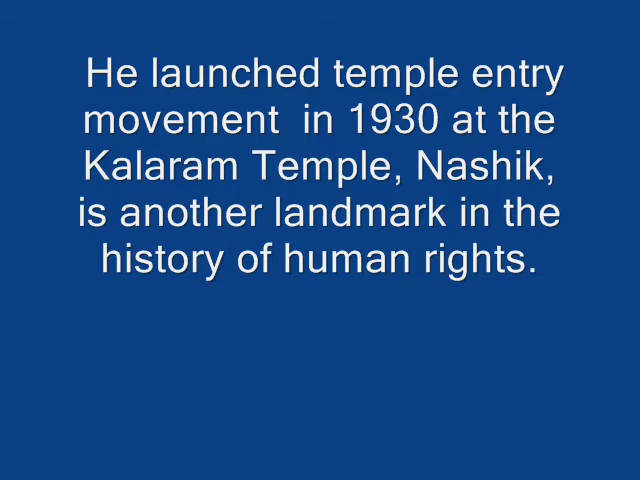 He launched temple entry
movement  in 1930 at the
Kalaram Temple, Nashik,
is another landmark in the
history of human rights.